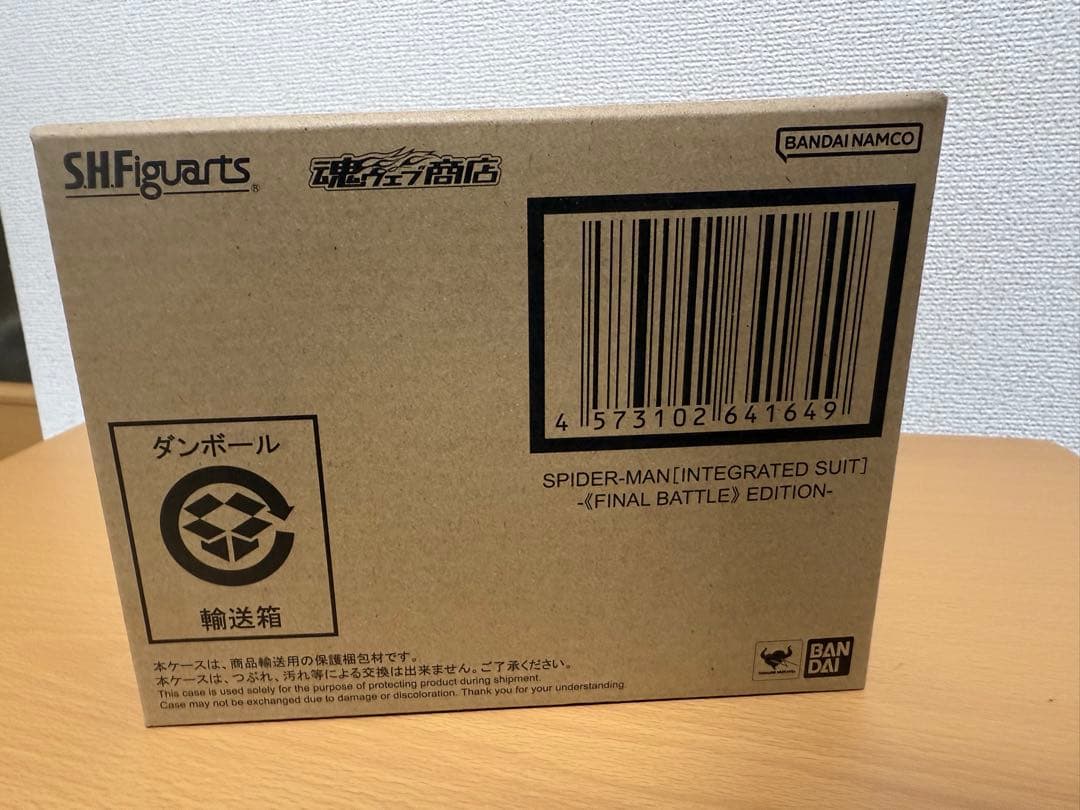 S.H.Figuarts®
魂ウェブ商店
BANDAI NAMCO
4 573102 641649
SPIDER-MAN[INTEGRATED SUIT]
-《FINAL BATTLE》EDITION-
ダンボール
輸送箱
本ケースは、商品輸送用の保護梱包材です。
本ケースは、つぶれ、汚れ等による交換は出来ません。ご了承ください。
This case is used solely for the purpose of protecting product during shipment.
Case may not be exchanged due to damage or discoloration. Thank you for your understanding.
BAN
DAI